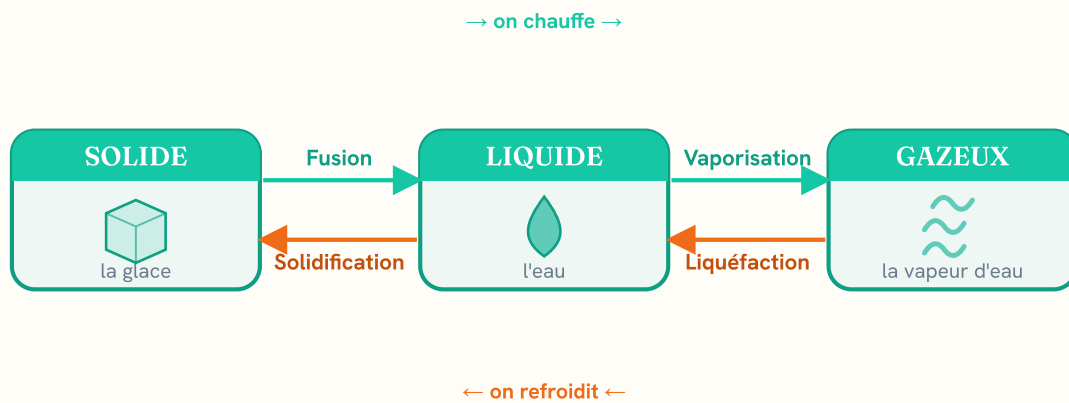 → on chauffe →
SOLIDE
Fusion
LIQUIDE
Vaporisation
GAZEUX
Solidification
Liquéfaction
la glace
l'eau
la vapeur d'eau
← on refroidit ←